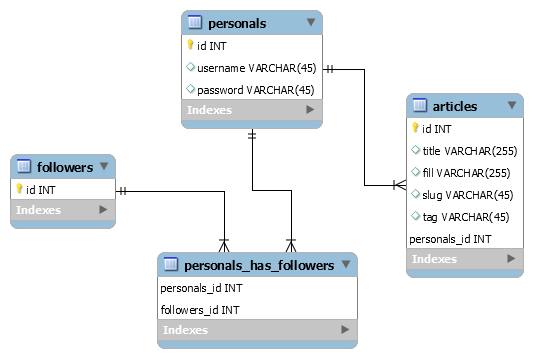 personals
id INT
username VARCHAR(45)
password VARCHAR(45)
Indexes
articles
id INT
title VARCHAR(255)
fill VARCHAR(255)
slug VARCHAR(45)
tag VARCHAR(45)
personals_id INT
Indexes
followers
id INT
Indexes
personals_has_followers
personals_id INT
followers_id INT
Indexes